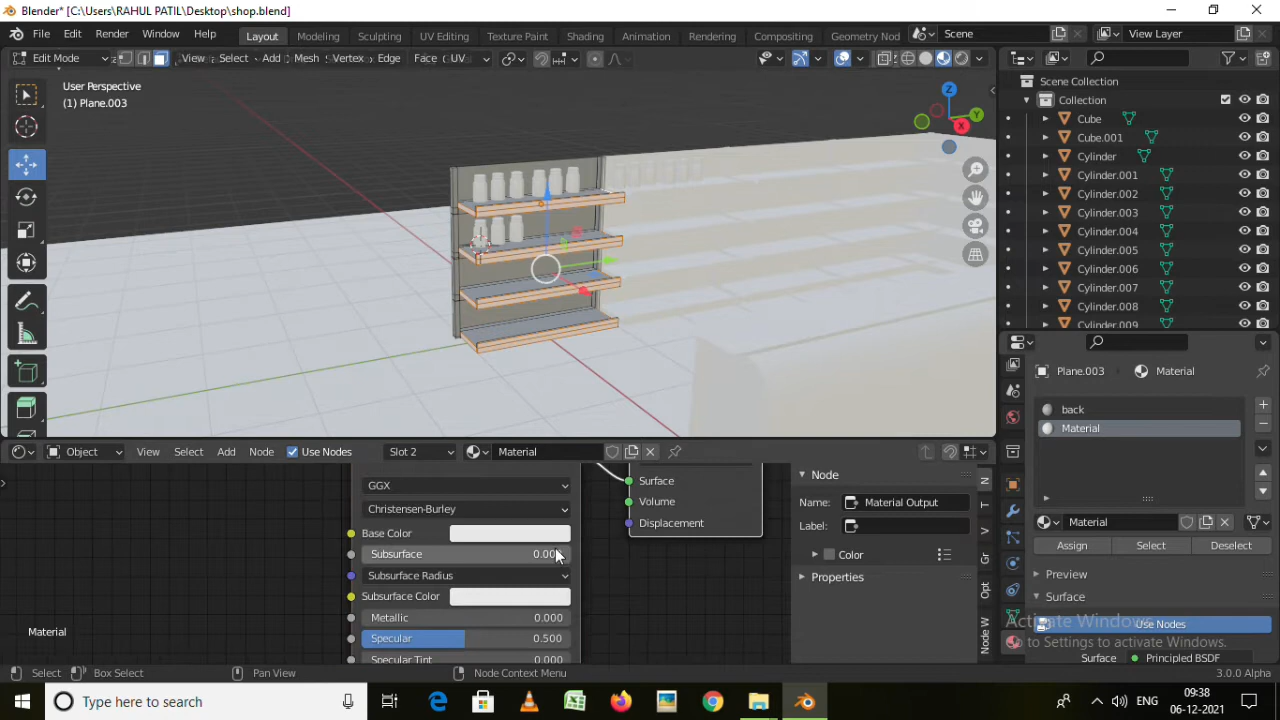 Blender* [C:\Users\RAHUL PATIL\Desktop\shop.blend]
File Edit Render Window Help Layout Modeling Sculpting UV Editing Texture Paint Shading Animation Rendering Compositing Geometry Nod Scene View Layer
Edit Mode View Select Add Mesh Vertex Edge Face UV
User Perspective
(1) Plane.003
Z
Y
X
Scene Collection
Collection
Cube
Cube.001
Cylinder
Cylinder.001
Cylinder.002
Cylinder.003
Cylinder.004
Cylinder.005
Cylinder.006
Cylinder.007
Cylinder.008
Cylinder.009
Plane.003 Material
back
Material
Material
Assign Select Deselect
Preview
Surface
Use Nodes
Surface Principled BSDF
Object View Select Add Node Use Nodes Slot 2 Material
GGX
Christensen-Burley
Base Color
Subsurface 0.000
Subsurface Radius
Subsurface Color
Metallic 0.000
Specular 0.500
Specular Tint 0.000
Surface
Volume
Displacement
Node
Name: Material Output
Label:
Color
Properties
N
T
V
Gr
Opt
Node W
Material
Activate Windows
Go to Settings to activate Windows.
Select Box Select Pan View Node Context Menu 3.0.0 Alpha
Type here to search
ENG
09:38
06-12-2021